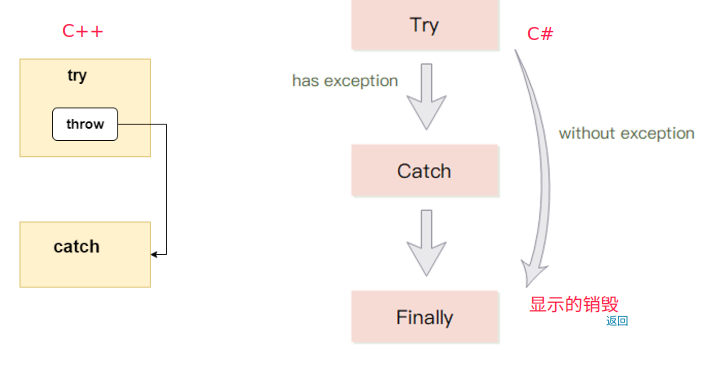 C++
try
throw
catch
Try
C#
has exception
without exception
Catch
Finally
显示的销毁
返回